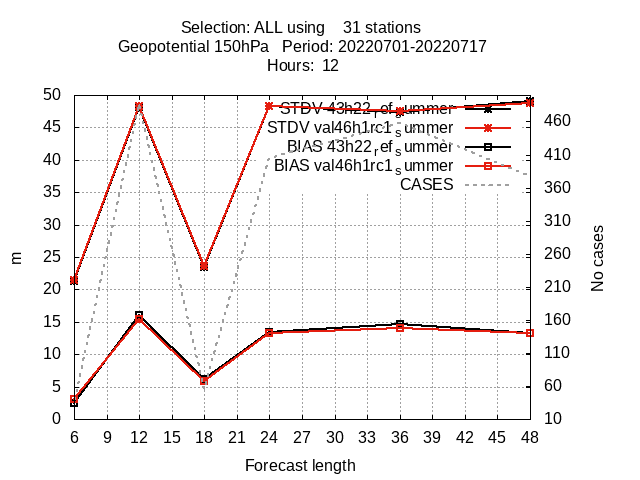 Selection: ALL using    31 stations
Geopotential 150hPa   Period: 20220701-20220717
Hours:  12
50
45
40
35
30
25
20
15
10
5
0
m
STDV 43h22_ref_summer
STDV val46h1rc1_summer
BIAS 43h22_ref_summer
BIAS val46h1rc1_summer
CASES
460
410
360
310
260
210
160
110
60
10
No cases
6 9 12 15 18 21 24 27 30 33 36 39 42 45 48
Forecast length